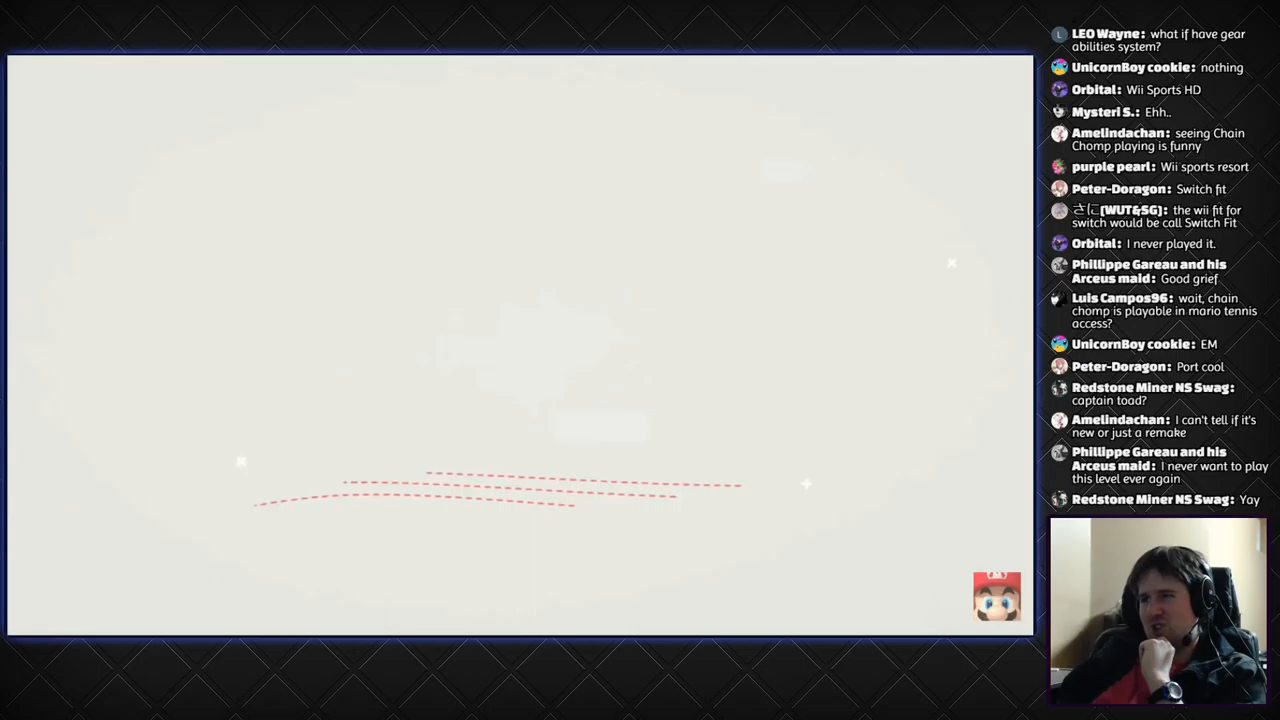 LEO Wayne: what if have gear
abilities system?
UnicornBoy cookie: nothing
Orbital: Wii Sports HD
Mysteri S.: Ehh..
Amelindachan: seeing Chain
Chomp playing is funny
purple pearl: Wii sports resort
Peter-Doragon: Switch fit
さに[WUT&SG]: the wii fit for
switch would be call Switch Fit
Orbital: I never played it.
Phillippe Gareau and his
Arceus maid: Good grief
Luis Campos96: wait, chain
chomp is playable in mario tennis
access?
UnicornBoy cookie: EM
Peter-Doragon: Port cool
Redstone Miner NS Swag:
captain toad?
Amelindachan: I can't tell if it's
new or just a remake
Phillippe Gareau and his
Arceus maid: I never want to play
this level ever again
Redstone Miner NS Swag: Yay